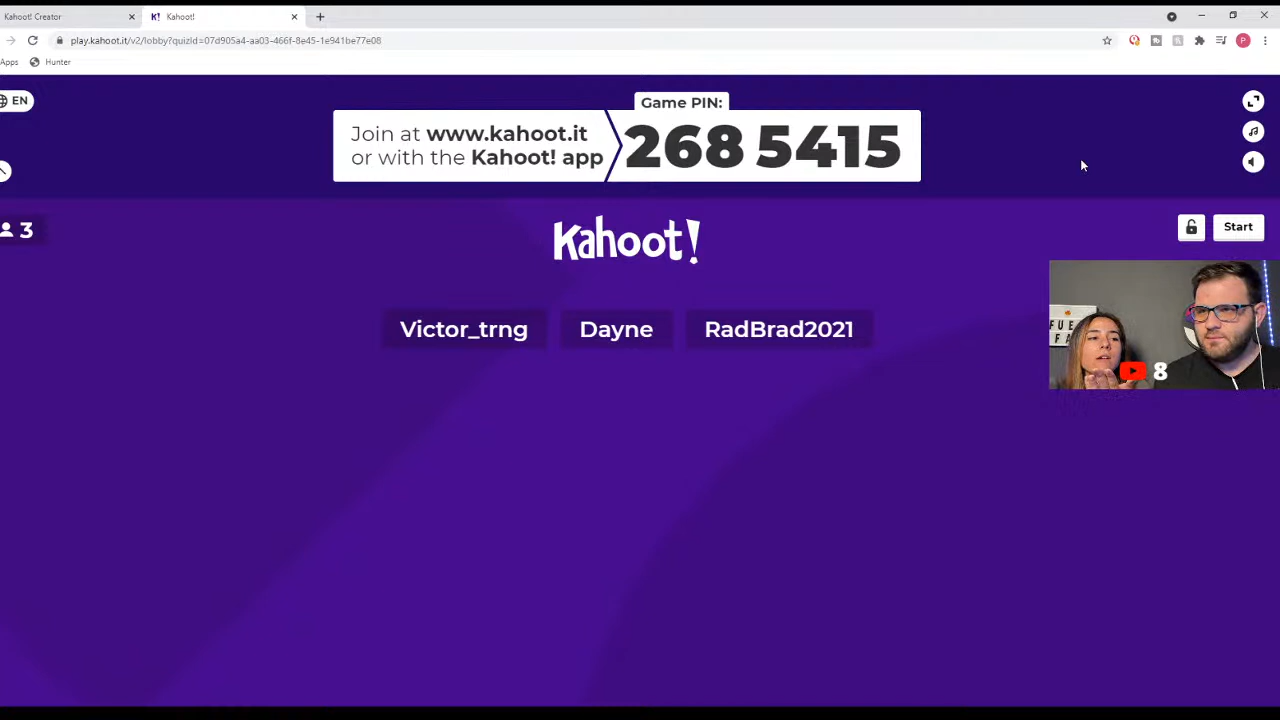 Kahoot! Creator
Kahoot!
play.kahoot.it/v2/lobby?quizId=07d905a4-aa03-466f-8e45-1e941be77e08
P
Apps
Hunter
EN
Game PIN:
Join at www.kahoot.it
or with the Kahoot! app
268 5415
3
Kahoot!
Start
Victor_trng
Dayne
RadBrad2021
8